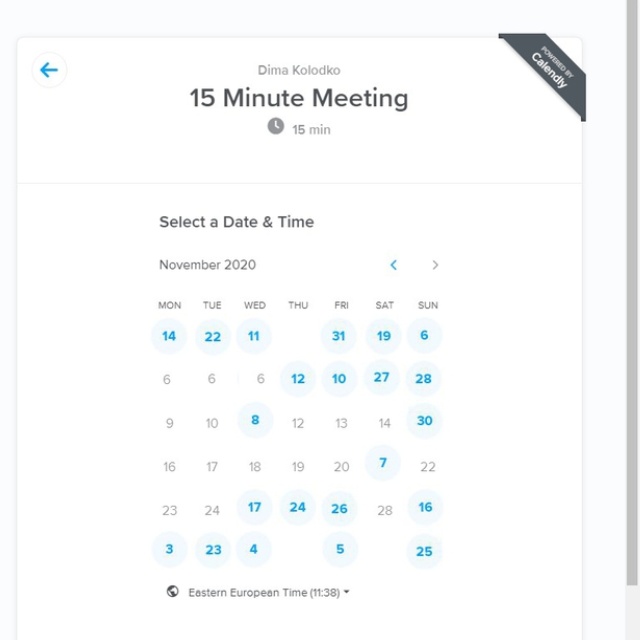 POWERED BY
Calendly
Dima Kolodko
15 Minute Meeting
15 min
Select a Date & Time
November 2020
MON TUE WED THU FRI SAT SUN
14 22 11 31 19 6
6 6 6 12 10 27 28
9 10 8 12 13 14 30
16 17 18 19 20 7 22
23 24 17 24 26 28 16
3 23 4 5 25
Eastern European Time (11:38)